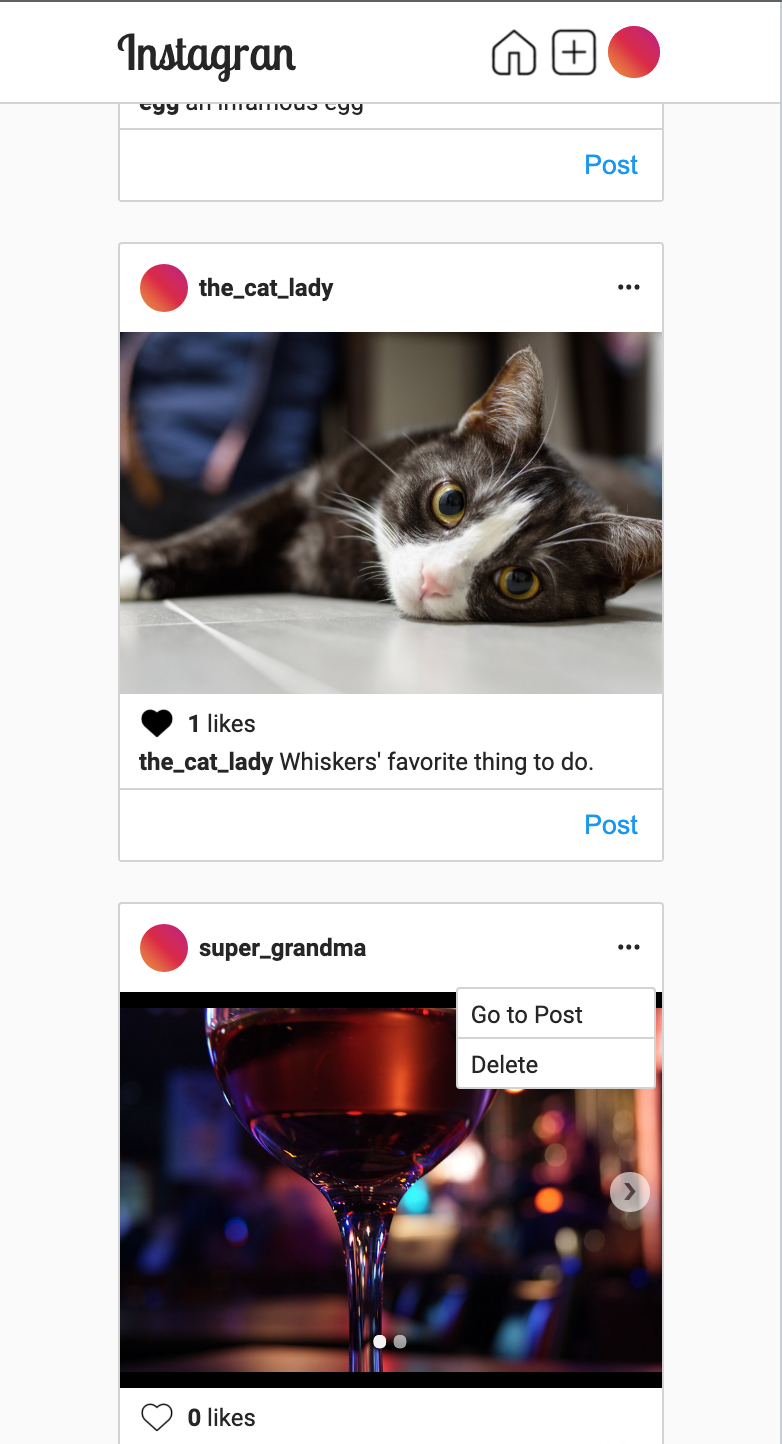 Instagran
egg an infamous egg
Post
the_cat_lady
1 likes
the_cat_lady Whiskers' favorite thing to do.
Post
super_grandma
Go to Post
Delete
0 likes